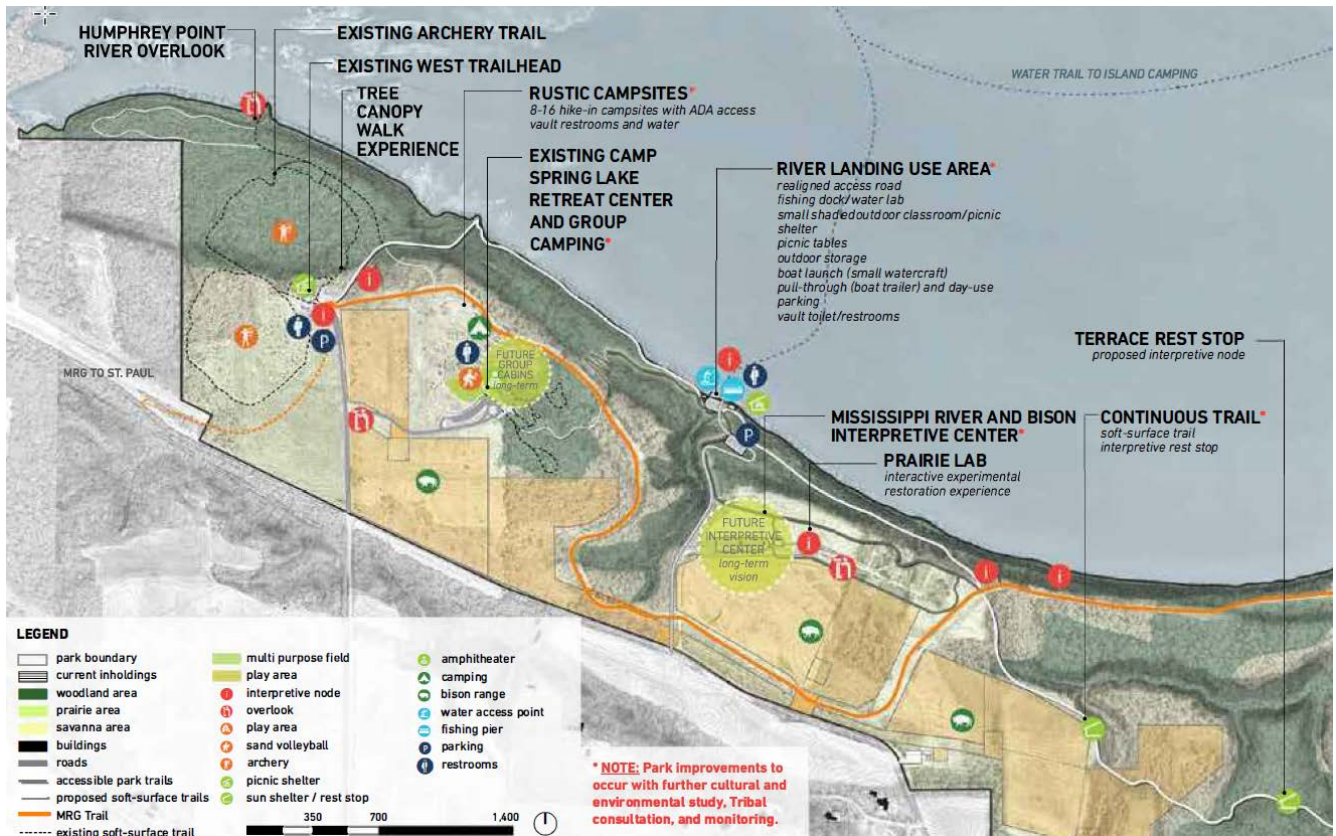 HUMPHREY POINT
RIVER OVERLOOK
EXISTING ARCHERY TRAIL
EXISTING WEST TRAILHEAD
TREE
CANOPY
WALK
EXPERIENCE
RUSTIC CAMPSITES*
8-16 hike-in campsites with ADA access
vault restrooms and water
EXISTING CAMP
SPRING LAKE
RETREAT CENTER
AND GROUP
CAMPING*
WATER TRAIL TO ISLAND CAMPING
RIVER LANDING USE AREA*
realigned access road
fishing dock/water lab
small shaded outdoor classroom/picnic
shelter
picnic tables
outdoor storage
boat launch (small watercraft)
pull-through (boat trailer) and day-use
parking
vault toilet/restrooms
TERRACE REST STOP
proposed interpretive node
MRG TO ST. PAUL
FUTURE
GROUP
CABINS
long-term
MISSISSIPPI RIVER AND BISON
INTERPRETIVE CENTER*
PRAIRIE LAB
interactive experimental
restoration experience
CONTINUOUS TRAIL*
soft-surface trail
interpretive rest stop
FUTURE
INTERPRETIVE
CENTER
long-term
vision
i
i
i
i
i
i
P
P
LEGEND
park boundary
current inholdings
woodland area
prairie area
savanna area
buildings
roads
accessible park trails
proposed soft-surface trails
MRG Trail
existing soft-surface trail
multi purpose field
play area
i interpretive node
overlook
play area
sand volleyball
archery
picnic shelter
sun shelter / rest stop
amphitheater
camping
bison range
water access point
fishing pier
P parking
restrooms
350 700 1,400
* NOTE: Park improvements to
occur with further cultural and
environmental study, Tribal
consultation, and monitoring.